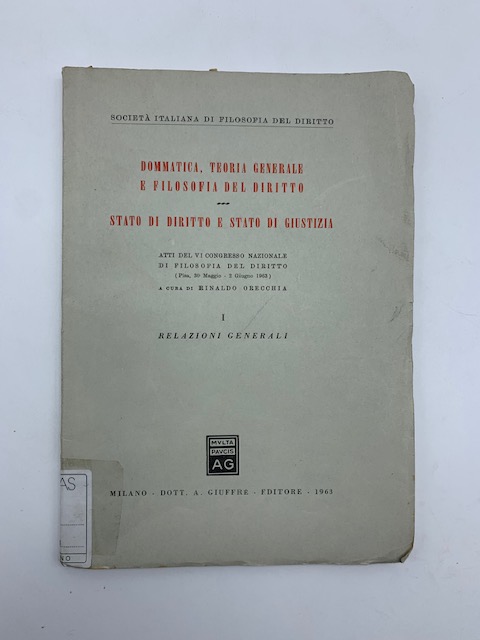 SOCIETÀ ITALIANA DI FILOSOFIA DEL DIRITTO
DOMMATICA, TEORIA GENERALE
E FILOSOFIA DEL DIRITTO
STATO DI DIRITTO E STATO DI GIUSTIZIA
ATTI DEL VI CONGRESSO NAZIONALE
DI FILOSOFIA DEL DIRITTO
(Pisa, 30 Maggio - 2 Giugno 1963)
A CURA DI RINALDO ORECCHIA
I
RELAZIONI GENERALI
MVLTA
PAVCIS
AG
MILANO - DOTT. A. GIUFFRÈ - EDITORE - 1963
AS
NO